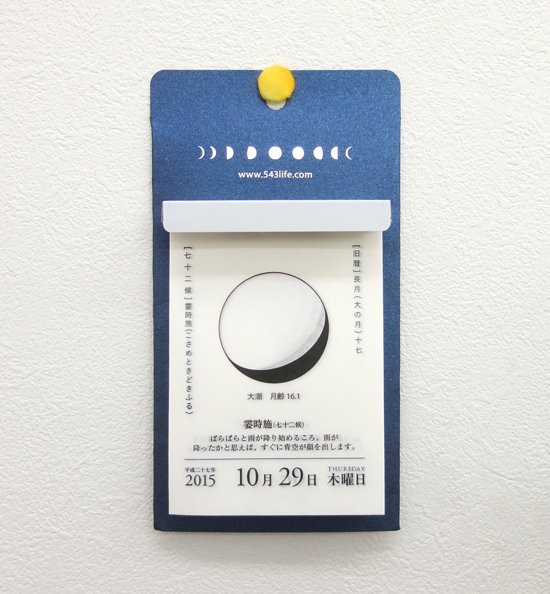 www.543life.com
[旧暦]長月(大の月)十七
[七十二候]霎時施(こさめときどきふる)
大潮 月齢16.1
霎時施(七十二候)
ぱらぱらと雨が降り始めるころ。雨が
降ったかと思えば、すぐに青空が顔を出します。
平成二十七年
2015
10月29日
THURSDAY
木曜日